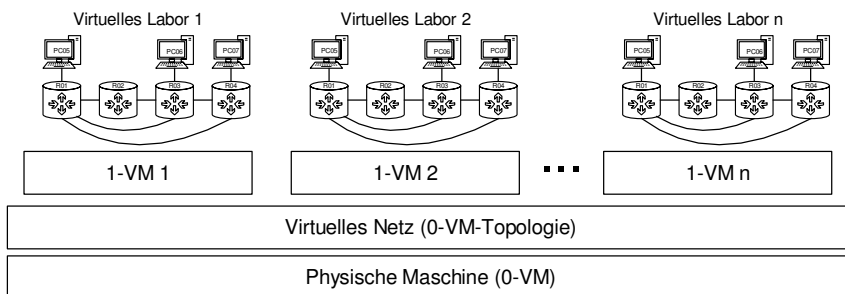 Virtuelles Labor 1 Virtuelles Labor 2 Virtuelles Labor n
PC05 PC06 PC07 PC05 PC06 PC07 PC05 PC06 PC07
R01 R02 R03 R04 R01 R02 R03 R04 R01 R02 R03 R04
1-VM 1 1-VM 2 1-VM n
Virtuelles Netz (0-VM-Topologie)
Physische Maschine (0-VM)